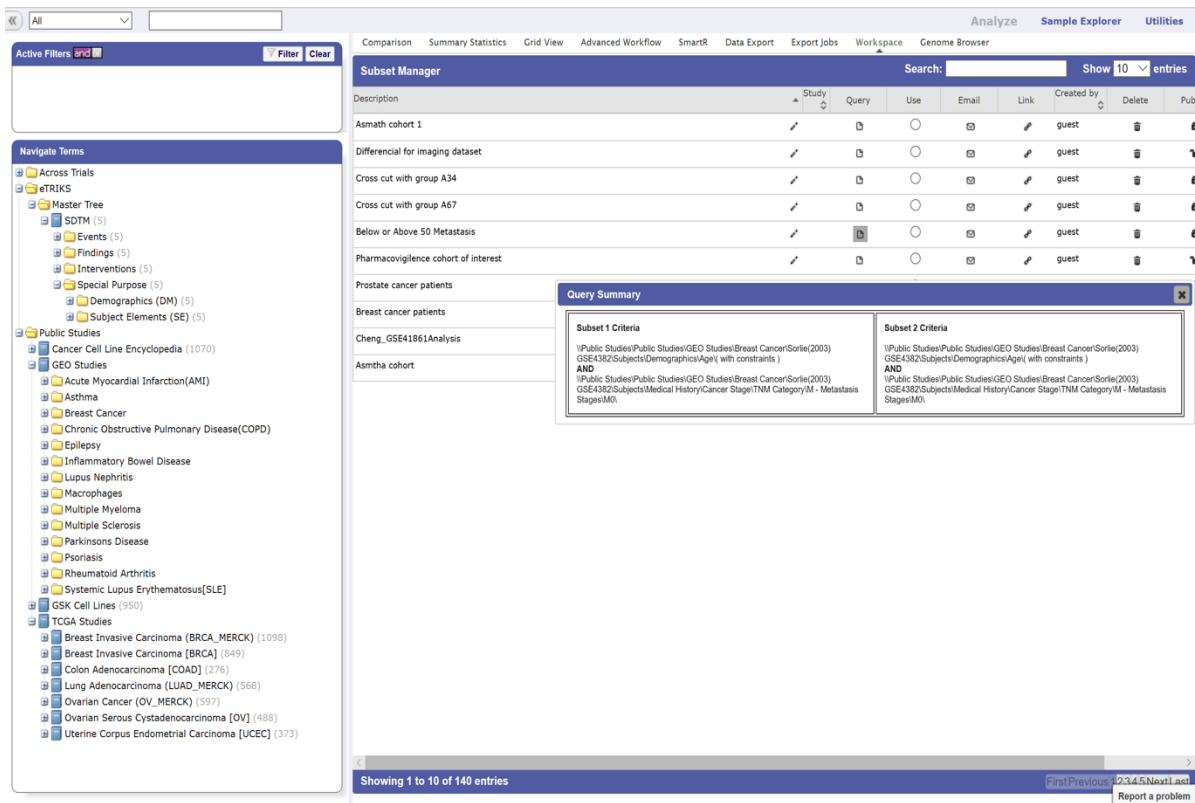 All
Analyze Sample Explorer Utilities
Active Filters and Filter Clear
Comparison Summary Statistics Grid View Advanced Workflow SmartR Data Export Export Jobs Workspace Genome Browser
Subset Manager Search: Show 10 entries
Description Study Query Use Email Link Created by Delete Pub
Asmath cohort 1 guest
Differencial for imaging dataset guest
Cross cut with group A34 guest
Cross cut with group A67 guest
Below or Above 50 Metastasis guest
Pharmacovigilence cohort of interest guest
Prostate cancer patients
Breast cancer patients
Cheng_GSE41861Analysis
Asmtha cohort
Navigate Terms
Across Trials
eTRIKS
Master Tree
SDTM (5)
Events (5)
Findings (5)
Interventions (5)
Special Purpose (5)
Demographics (DM) (5)
Subject Elements (SE) (5)
Public Studies
Cancer Cell Line Encyclopedia (1070)
GEO Studies
Acute Myocardial Infarction(AMI)
Asthma
Breast Cancer
Chronic Obstructive Pulmonary Disease(COPD)
Epilepsy
Inflammatory Bowel Disease
Lupus Nephritis
Macrophages
Multiple Myeloma
Multiple Sclerosis
Parkinsons Disease
Psoriasis
Rheumatoid Arthritis
Systemic Lupus Erythematosus[SLE]
GSK Cell Lines (950)
TCGA Studies
Breast Invasive Carcinoma (BRCA_MERCK) (1098)
Breast Invasive Carcinoma [BRCA] (849)
Colon Adenocarcinoma [COAD] (276)
Lung Adenocarcinoma (LUAD_MERCK) (568)
Ovarian Cancer (OV_MERCK) (597)
Ovarian Serous Cystadenocarcinoma [OV] (488)
Uterine Corpus Endometrial Carcinoma [UCEC] (373)
Query Summary
Subset 1 Criteria
\\Public Studies\Public Studies\GEO Studies\Breast Cancer\Sorlie(2003)
GSE4382\Subjects\Demographics\Age\( with constraints )
AND
\\Public Studies\Public Studies\GEO Studies\Breast Cancer\Sorlie(2003)
GSE4382\Subjects\Medical History\Cancer Stage\TNM Category\M - Metastasis
Stages\M0\
Subset 2 Criteria
\\Public Studies\Public Studies\GEO Studies\Breast Cancer\Sorlie(2003)
GSE4382\Subjects\Demographics\Age\( with constraints )
AND
\\Public Studies\Public Studies\GEO Studies\Breast Cancer\Sorlie(2003)
GSE4382\Subjects\Medical History\Cancer Stage\TNM Category\M - Metastasis
Stages\M0\
Showing 1 to 10 of 140 entries
First Previous 1 2 3 4 5 Next Last
Report a problem